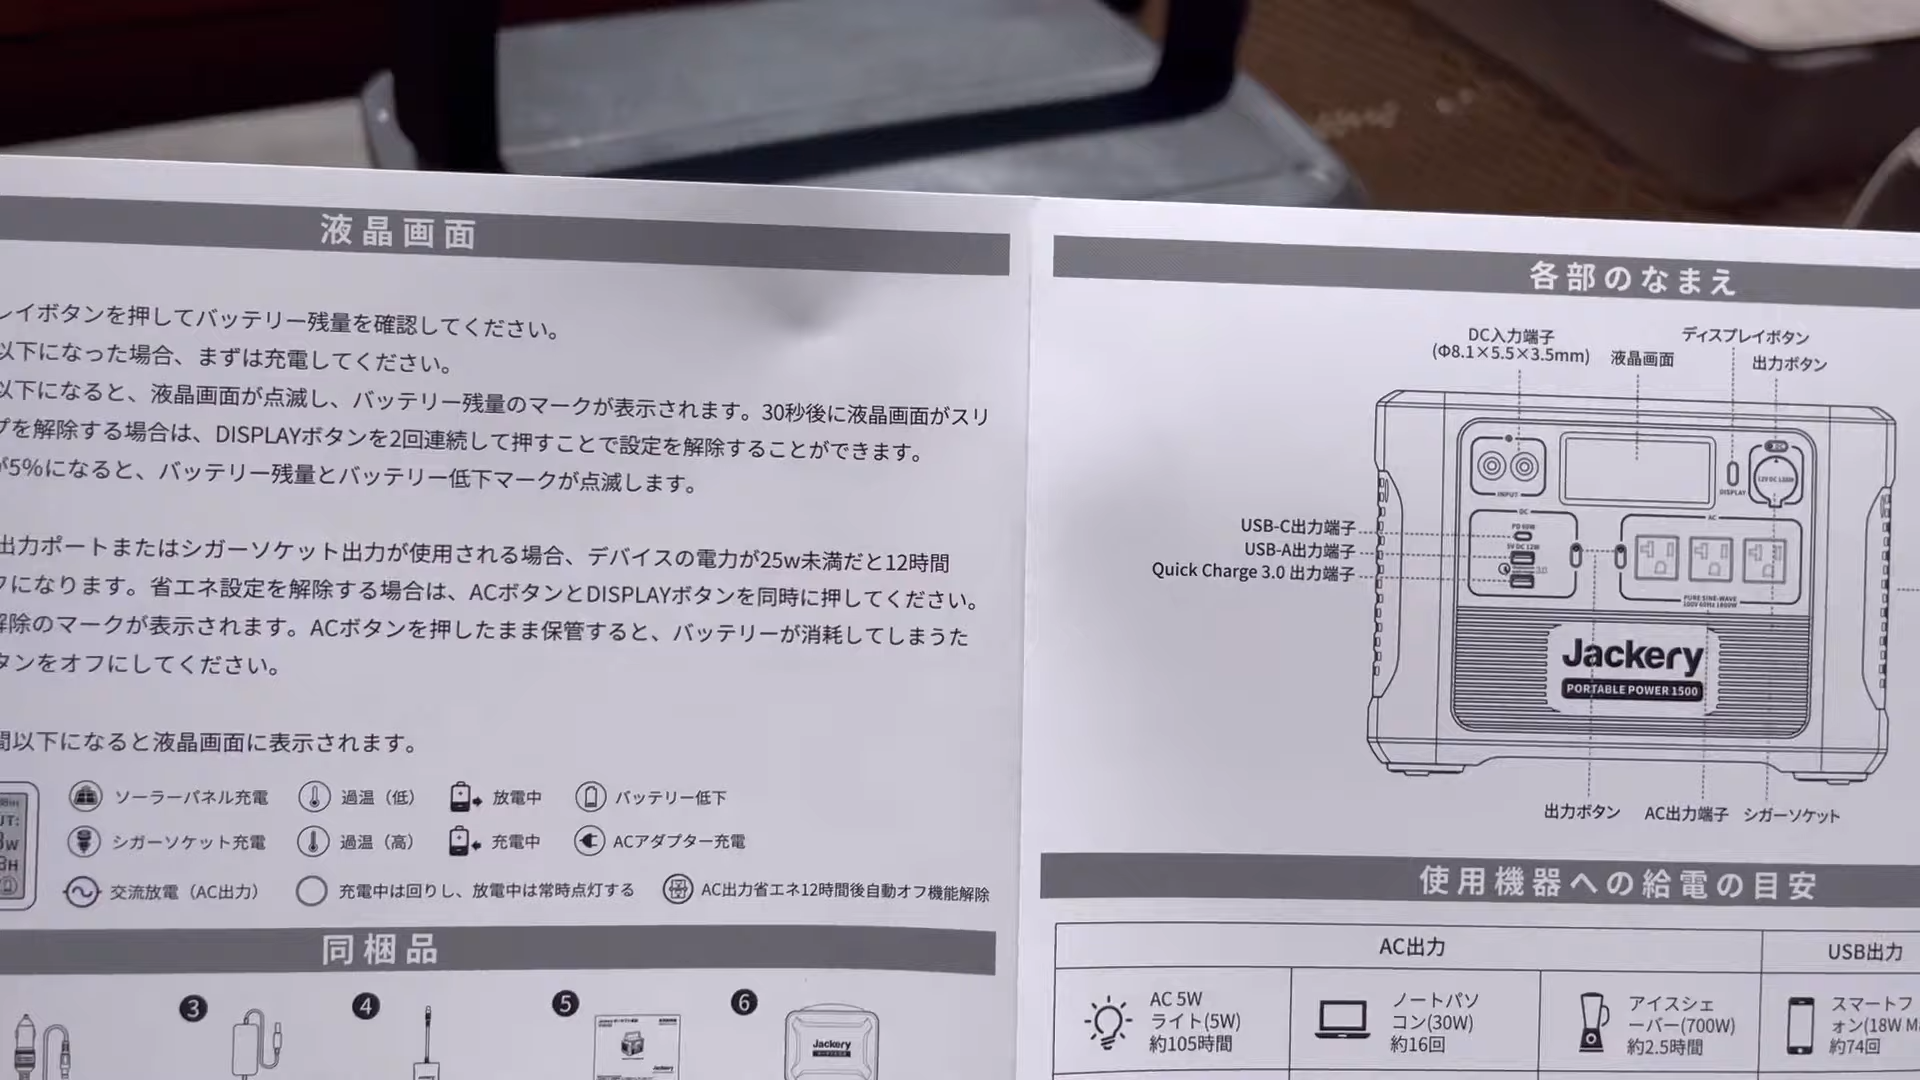 液晶画面
レイボタンを押してバッテリー残量を確認してください。
以下になった場合、まずは充電してください。
以下になると、液晶画面が点滅し、バッテリー残量のマークが表示されます。30秒後に液晶画面がスリ
プを解除する場合は、DISPLAYボタンを2回連続して押すことで設定を解除することができます。
が5%になると、バッテリー残量とバッテリー低下マークが点滅します。
出力ポートまたはシガーソケット出力が使用される場合、デバイスの電力が25w未満だと12時間
フになります。省エネ設定を解除する場合は、ACボタンとDISPLAYボタンを同時に押してください。
解除のマークが表示されます。ACボタンを押したまま保管すると、バッテリーが消耗してしまうた
タンをオフにしてください。
間以下になると液晶画面に表示されます。
ソーラーパネル充電 過温（低） 放電中 バッテリー低下
シガーソケット充電 過温（高） 充電中 ACアダプター充電
交流放電（AC出力） 充電中は回りし、放電中は常時点灯する AC出力省エネ12時間後自動オフ機能解除
同梱品
3 4 5 6
Jackery
各部のなまえ
DC入力端子
(Φ8.1×5.5×3.5mm)
液晶画面
ディスプレイボタン
出力ボタン
INPUT
DISPLAY
12V DC
DC
AC
PD 60W
USB-C出力端子
USB-A出力端子
Quick Charge 3.0 出力端子
3.0
PURE SINE-WAVE
100V 60Hz 1800W
Jackery
PORTABLE POWER 1500
出力ボタン AC出力端子 シガーソケット
使用機器への給電の目安
AC出力 USB出力
AC 5W
ライト(5W)
約105時間
ノートパソ
コン(30W)
約16回
アイスシェ
ーバー(700W)
約2.5時間
スマートフ
ォン(18W M
約74回